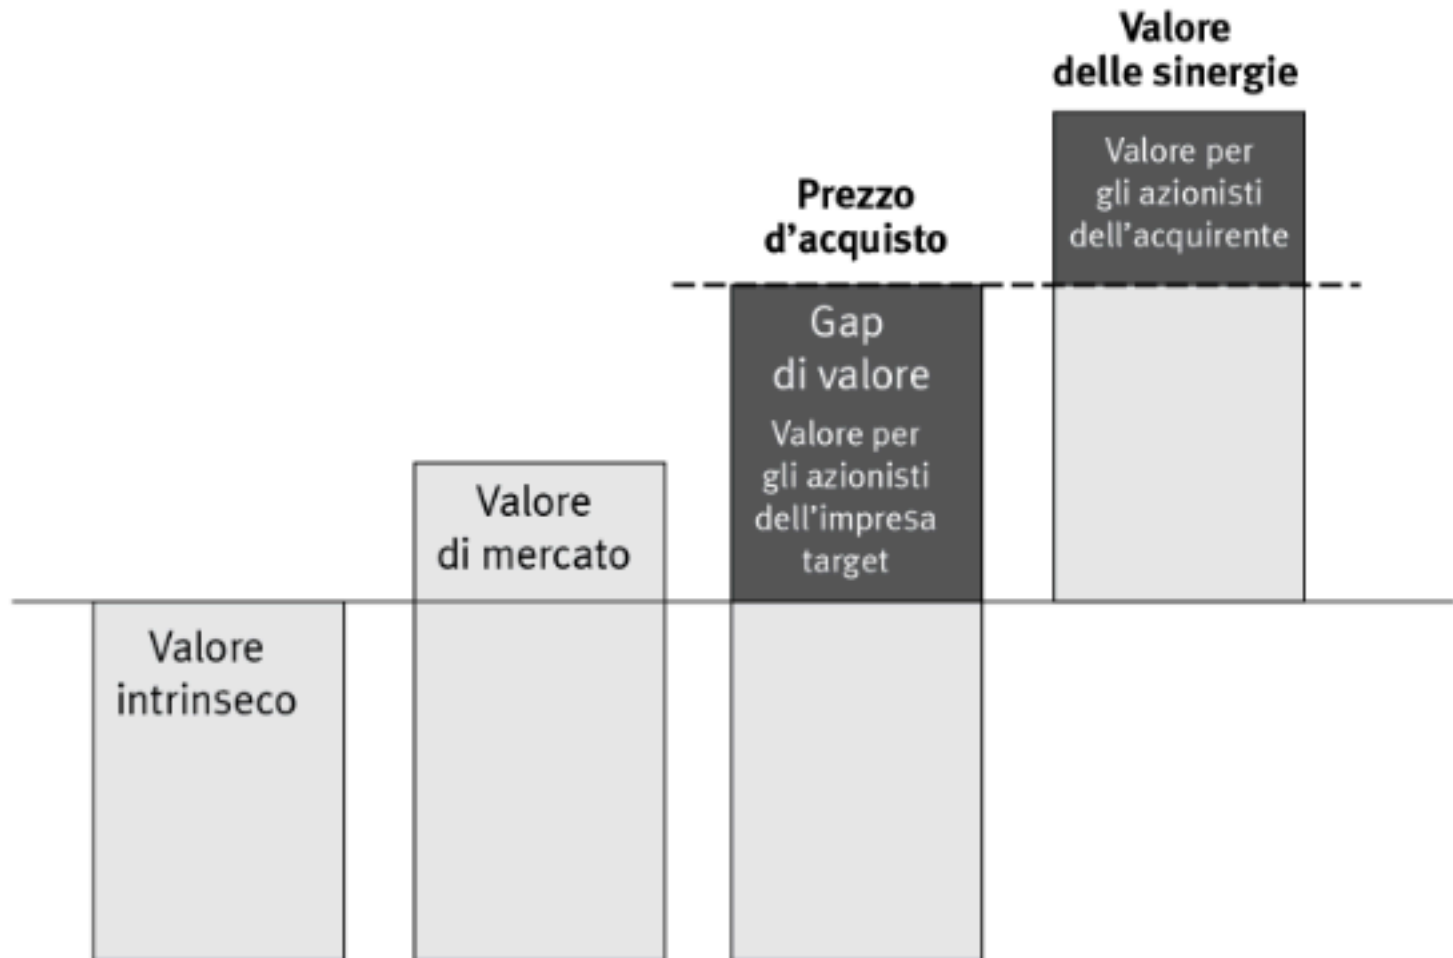 Valore
delle sinergie
Valore per
gli azionisti
dell'acquirente
Prezzo
d'acquisto
Gap
di valore
Valore per
gli azionisti
dell'impresa
target
Valore
di mercato
Valore
intrinseco